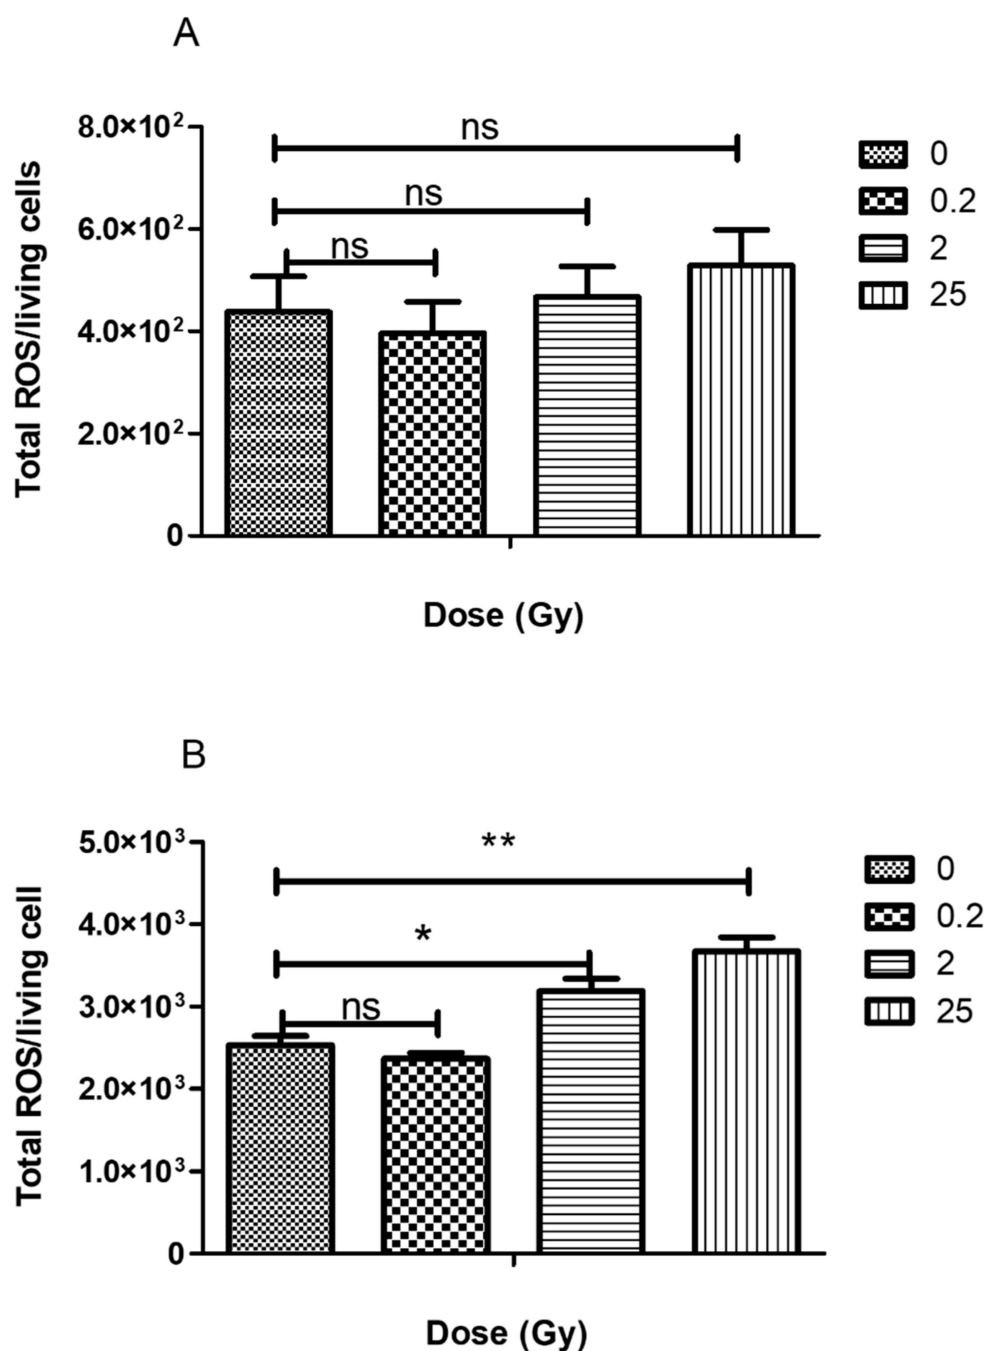 A
8.0×10²
6.0×10²
4.0×10²
2.0×10²
0
Total ROS/living cells
ns
ns
ns
0
0.2
2
25
Dose (Gy)
B
5.0×10³
4.0×10³
3.0×10³
2.0×10³
1.0×10³
0
Total ROS/living cell
**
*
ns
0
0.2
2
25
Dose (Gy)